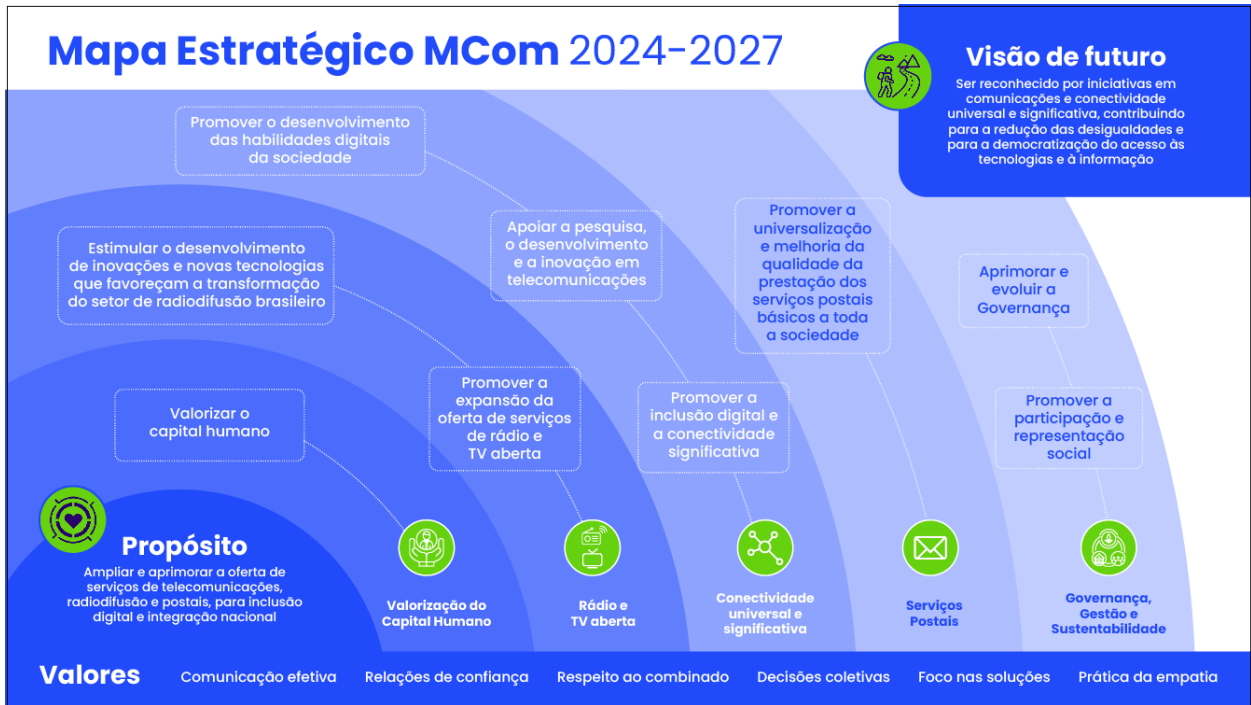 Mapa Estratégico MCom 2024-2027
Visão de futuro
Ser reconhecido por iniciativas em
comunicações e conectividade
universal e significativa, contribuindo
para a redução das desigualdades e
para a democratização do acesso às
tecnologias e à informação
Promover o desenvolvimento
das habilidades digitais
da sociedade
Estimular o desenvolvimento
de inovações e novas tecnologias
que favoreçam a transformação
do setor de radiodifusão brasileiro
Apoiar a pesquisa,
o desenvolvimento
e a inovação em
telecomunicações
Promover a
universalização
e melhoria da
qualidade da
prestação dos
serviços postais
básicos a toda
a sociedade
Aprimorar e
evoluir a
Governança
Valorizar o
capital humano
Promover a
expansão da
oferta de serviços
de rádio e
TV aberta
Promover a
inclusão digital e
a conectividade
significativa
Promover a
participação e
representação
social
Propósito
Ampliar e aprimorar a oferta de
serviços de telecomunicações,
radiodifusão e postais, para inclusão
digital e integração nacional
Valorização do
Capital Humano
Rádio e
TV aberta
Conectividade
universal e
significativa
Serviços
Postais
Governança,
Gestão e
Sustentabilidade
Valores
Comunicação efetiva
Relações de confiança
Respeito ao combinado
Decisões coletivas
Foco nas soluções
Prática da empatia